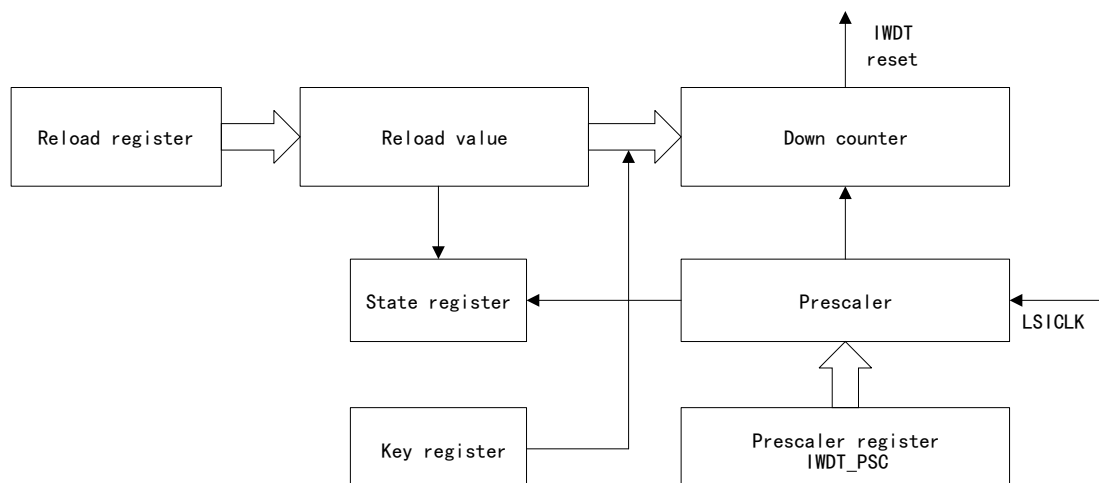 IWDT
reset
Reload register
Reload value
Down counter
State register
Prescaler
LSICLK
Key register
Prescaler register
IWDT_PSC